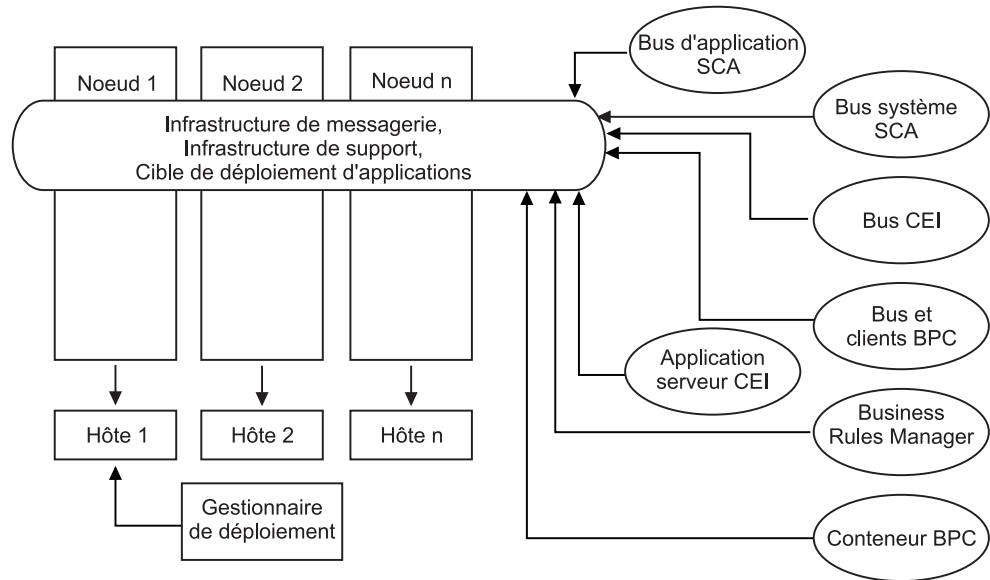 Noeud 1
Noeud 2
Noeud n
Infrastructure de messagerie,
Infrastructure de support,
Cible de déploiement d'applications
Bus d'application
SCA
Bus système
SCA
Bus CEI
Bus et
clients BPC
Application
serveur CEI
Business
Rules Manager
Conteneur BPC
Hôte 1
Hôte 2
Hôte n
Gestionnaire
de déploiement